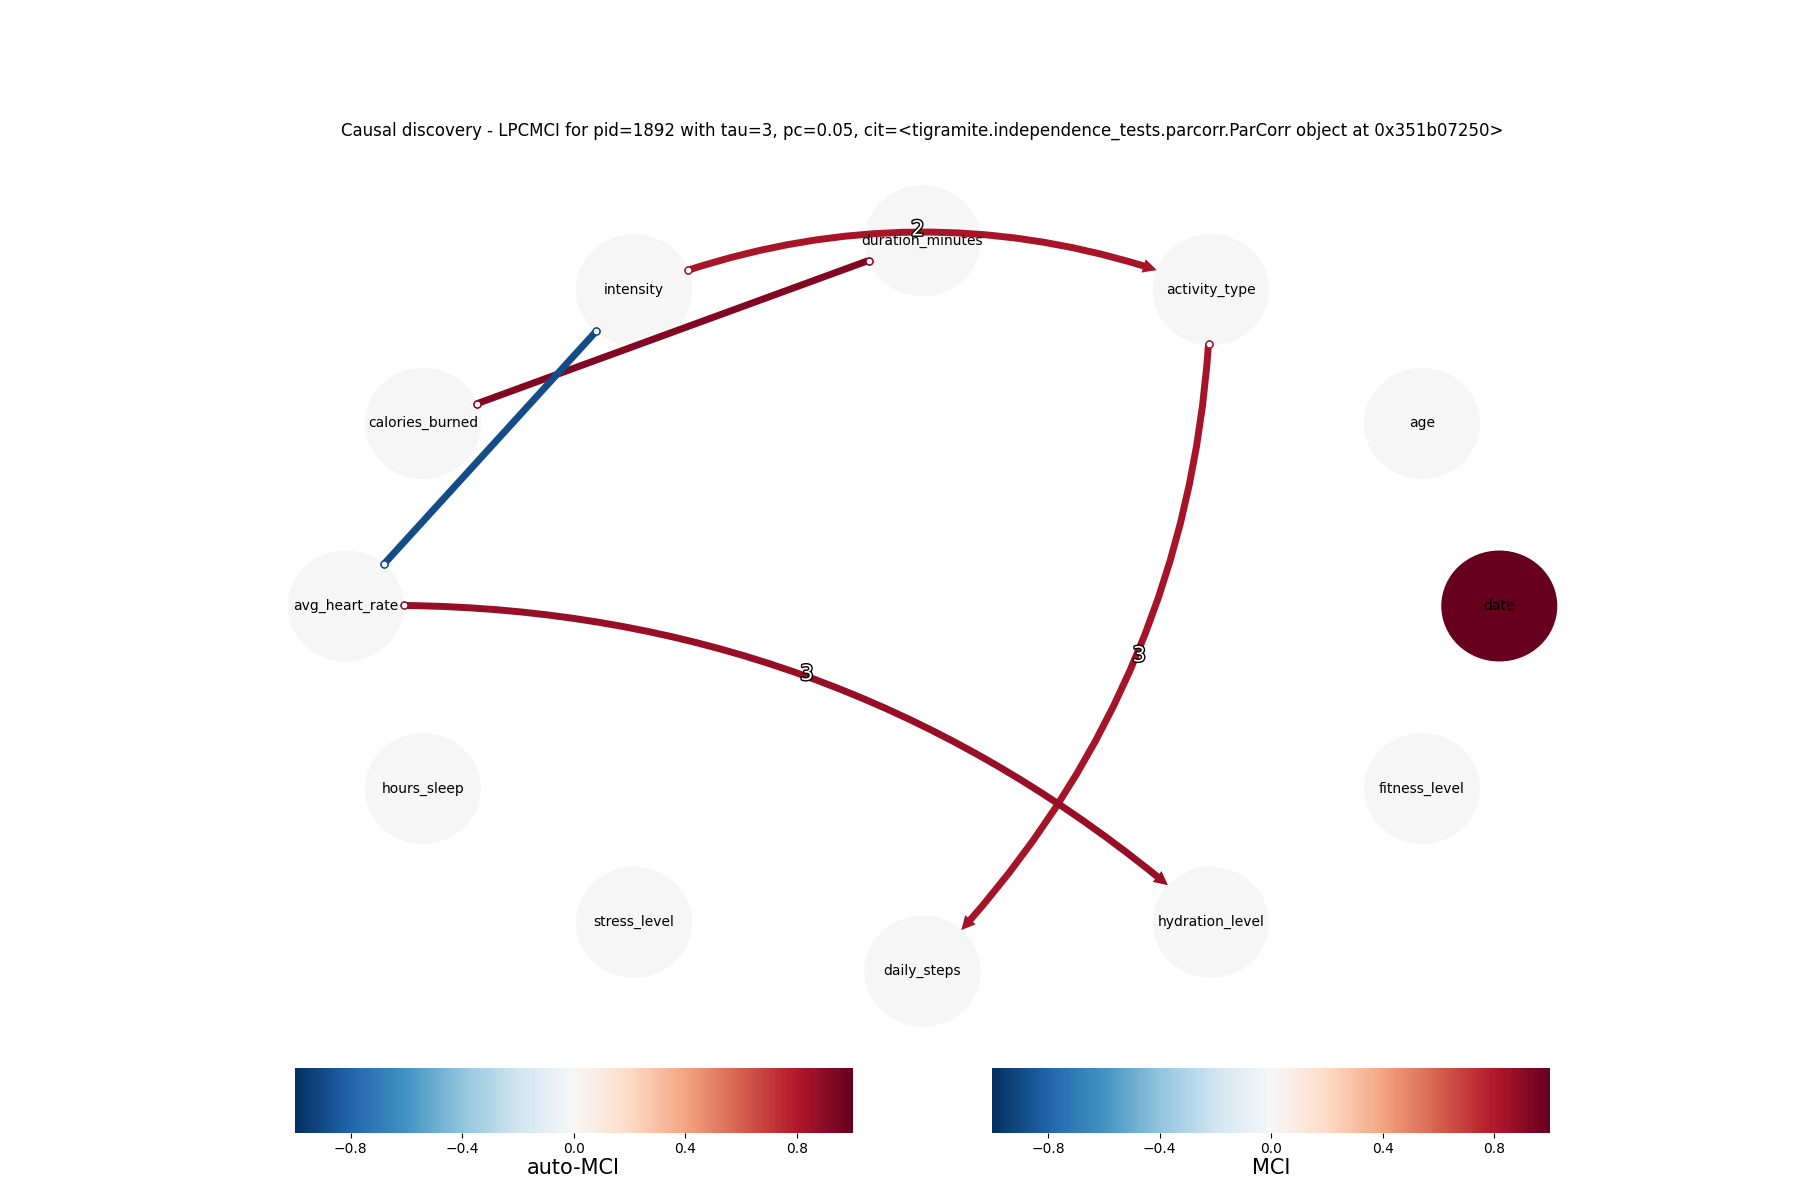 Causal discovery - LPCMCI for pid=1892 with tau=3, pc=0.05, cit=<tigramite.independence_tests.parcorr.ParCorr object at 0x351b07250>
2
duration_minutes
intensity
activity_type
calories_burned
age
avg_heart_rate
date
3
3
hours_sleep
fitness_level
stress_level
hydration_level
daily_steps
−0.8 −0.4 0.0 0.4 0.8
auto-MCI
−0.8 −0.4 0.0 0.4 0.8
MCI